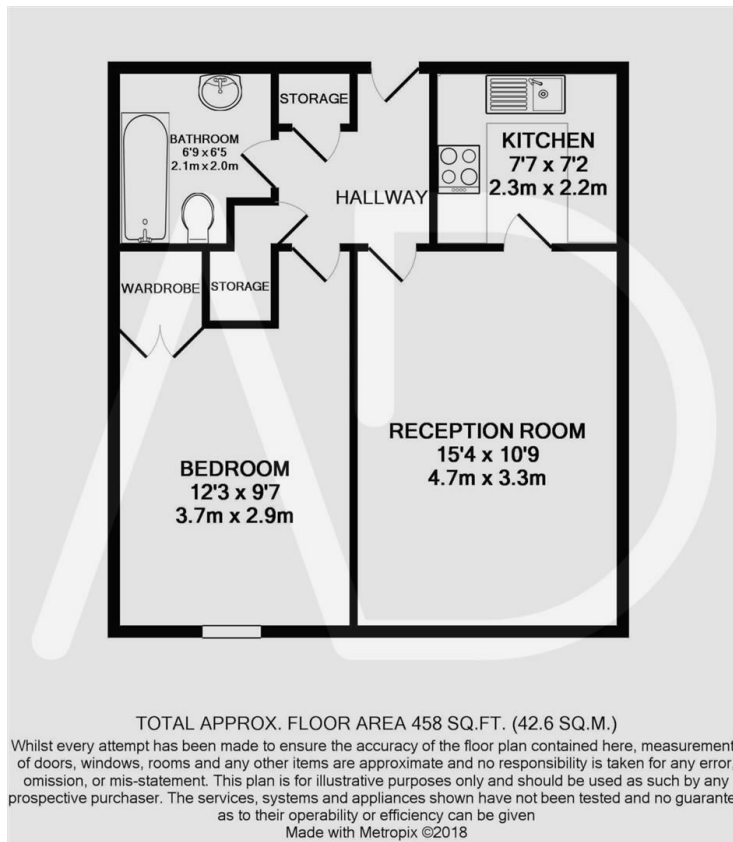 STORAGE
BATHROOM
6'9 x 6'5
2.1m x 2.0m
KITCHEN
7'7 x 7'2
2.3m x 2.2m
HALLWAY
WARDROBE
STORAGE
RECEPTION ROOM
15'4 x 10'9
4.7m x 3.3m
BEDROOM
12'3 x 9'7
3.7m x 2.9m
AD
TOTAL APPROX. FLOOR AREA 458 SQ.FT. (42.6 SQ.M.)
Whilst every attempt has been made to ensure the accuracy of the floor plan contained here, measurement
of doors, windows, rooms and any other items are approximate and no responsibility is taken for any error,
omission, or mis-statement. This plan is for illustrative purposes only and should be used as such by any
prospective purchaser. The services, systems and appliances shown have not been tested and no guarante
as to their operability or efficiency can be given
Made with Metropix ©2018